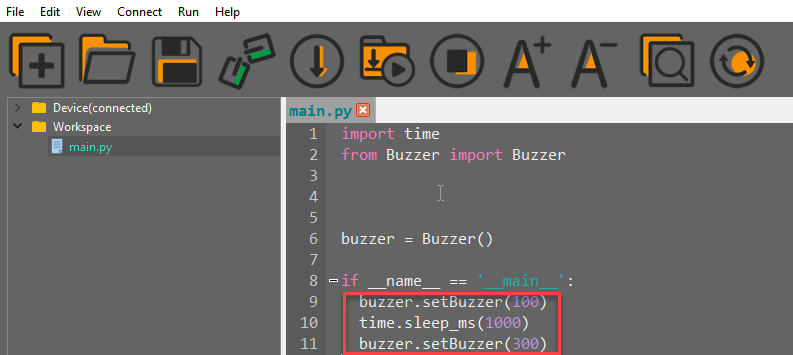 File Edit View Connect Run Help
Device(connected)
Workspace
main.py
main.py
1 import time
2 from Buzzer import Buzzer
3
4
5
6 buzzer = Buzzer()
7
8 if __name__ == '__main__':
9 buzzer.setBuzzer(100)
10 time.sleep_ms(1000)
11 buzzer.setBuzzer(300)